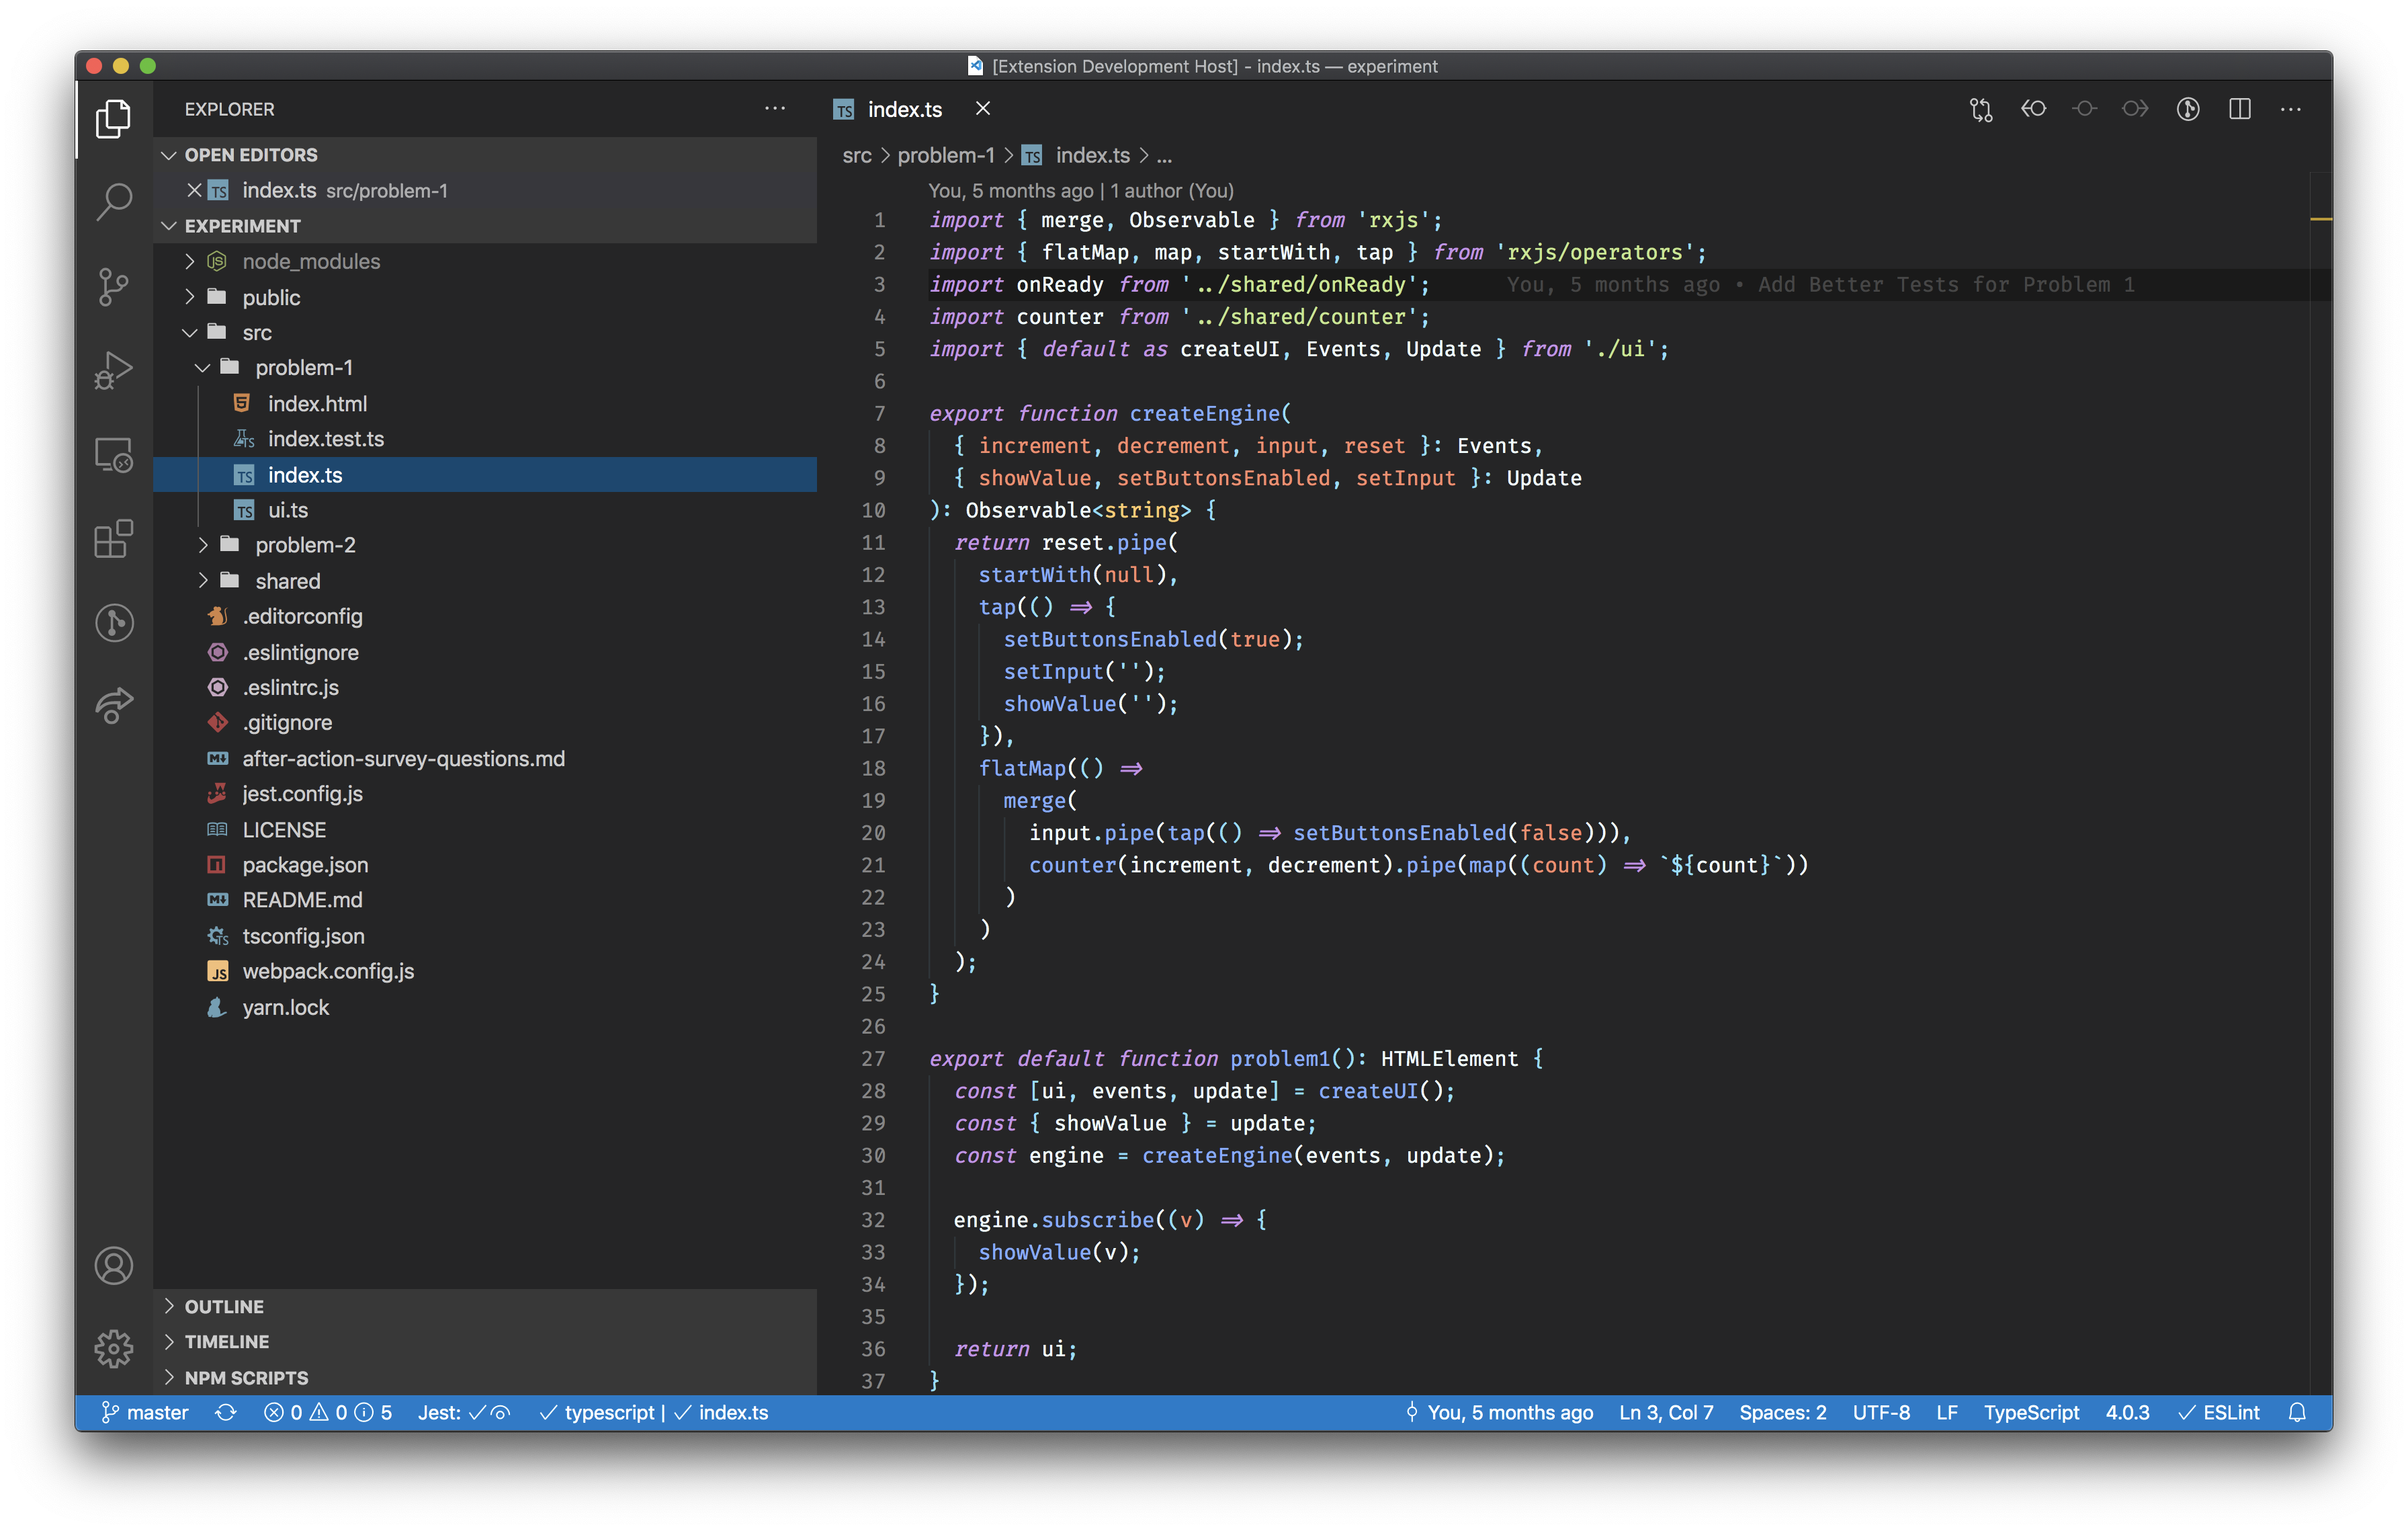 [Extension Development Host] - index.ts — experiment
EXPLORER
OPEN EDITORS
index.ts src/problem-1
EXPERIMENT
node_modules
public
src
problem-1
index.html
index.test.ts
index.ts
ui.ts
problem-2
shared
.editorconfig
.eslintignore
.eslintrc.js
.gitignore
after-action-survey-questions.md
jest.config.js
LICENSE
package.json
README.md
tsconfig.json
webpack.config.js
yarn.lock
OUTLINE
TIMELINE
NPM SCRIPTS
TS index.ts
src > problem-1 > TS index.ts > ...
You, 5 months ago | 1 author (You)
1 import { merge, Observable } from 'rxjs';
2 import { flatMap, map, startWith, tap } from 'rxjs/operators';
3 import onReady from '../shared/onReady'; You, 5 months ago • Add Better Tests for Problem 1
4 import counter from '../shared/counter';
5 import { default as createUI, Events, Update } from './ui';
6
7 export function createEngine(
8 { increment, decrement, input, reset }: Events,
9 { showValue, setButtonsEnabled, setInput }: Update
10 ): Observable<string> {
11 return reset.pipe(
12 startWith(null),
13 tap(() => {
14 setButtonsEnabled(true);
15 setInput('');
16 showValue('');
17 }),
18 flatMap(() =>
19 merge(
20 input.pipe(tap(() => setButtonsEnabled(false))),
21 counter(increment, decrement).pipe(map((count) => `${count}`))
22 )
23 )
24 );
25 }
26
27 export default function problem1(): HTMLElement {
28 const [ui, events, update] = createUI();
29 const { showValue } = update;
30 const engine = createEngine(events, update);
31
32 engine.subscribe((v) => {
33 showValue(v);
34 });
35
36 return ui;
37 }
master 0 0 5 Jest: typescript | index.ts You, 5 months ago Ln 3, Col 7 Spaces: 2 UTF-8 LF TypeScript 4.0.3 ESLint